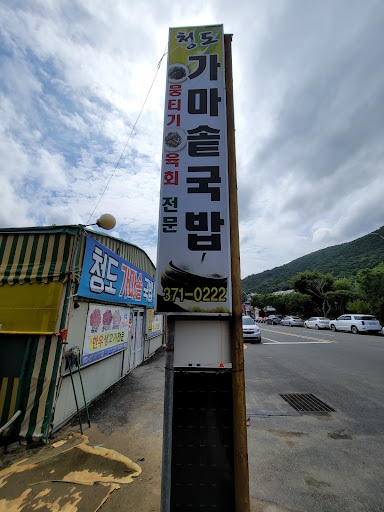 청도
가마솥국밥
뭉티기
육회
전문
371-0222
청도 가마솥국밥